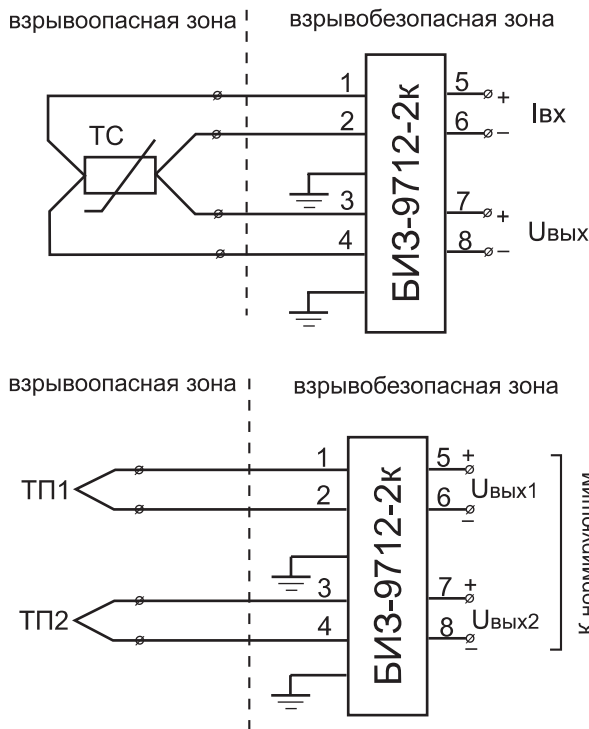 взрывоопасная зона
взрывобезопасная зона
1
5
+
Iвх
2
6
–
ТС
БИЗ-9712-2к
3
7
+
Uвых
4
8
–
взрывоопасная зона
взрывобезопасная зона
1
5
+
ТП1
Uвых1
2
6
–
БИЗ-9712-2к
3
7
+
ТП2
Uвых2
4
8
–
К нормирующим